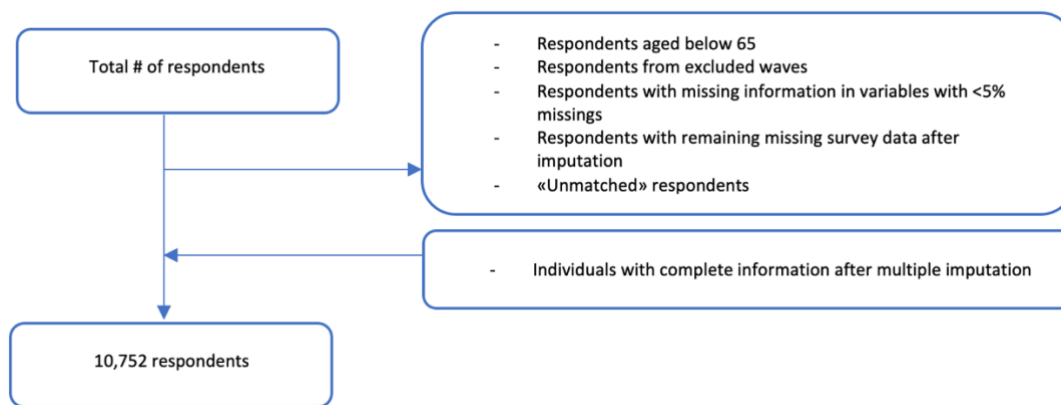 Total # of respondents
- Respondents aged below 65
- Respondents from excluded waves
- Respondents with missing information in variables with <5%
missings
- Respondents with remaining missing survey data after
imputation
- «Unmatched» respondents
- Individuals with complete information after multiple imputation
10,752 respondents